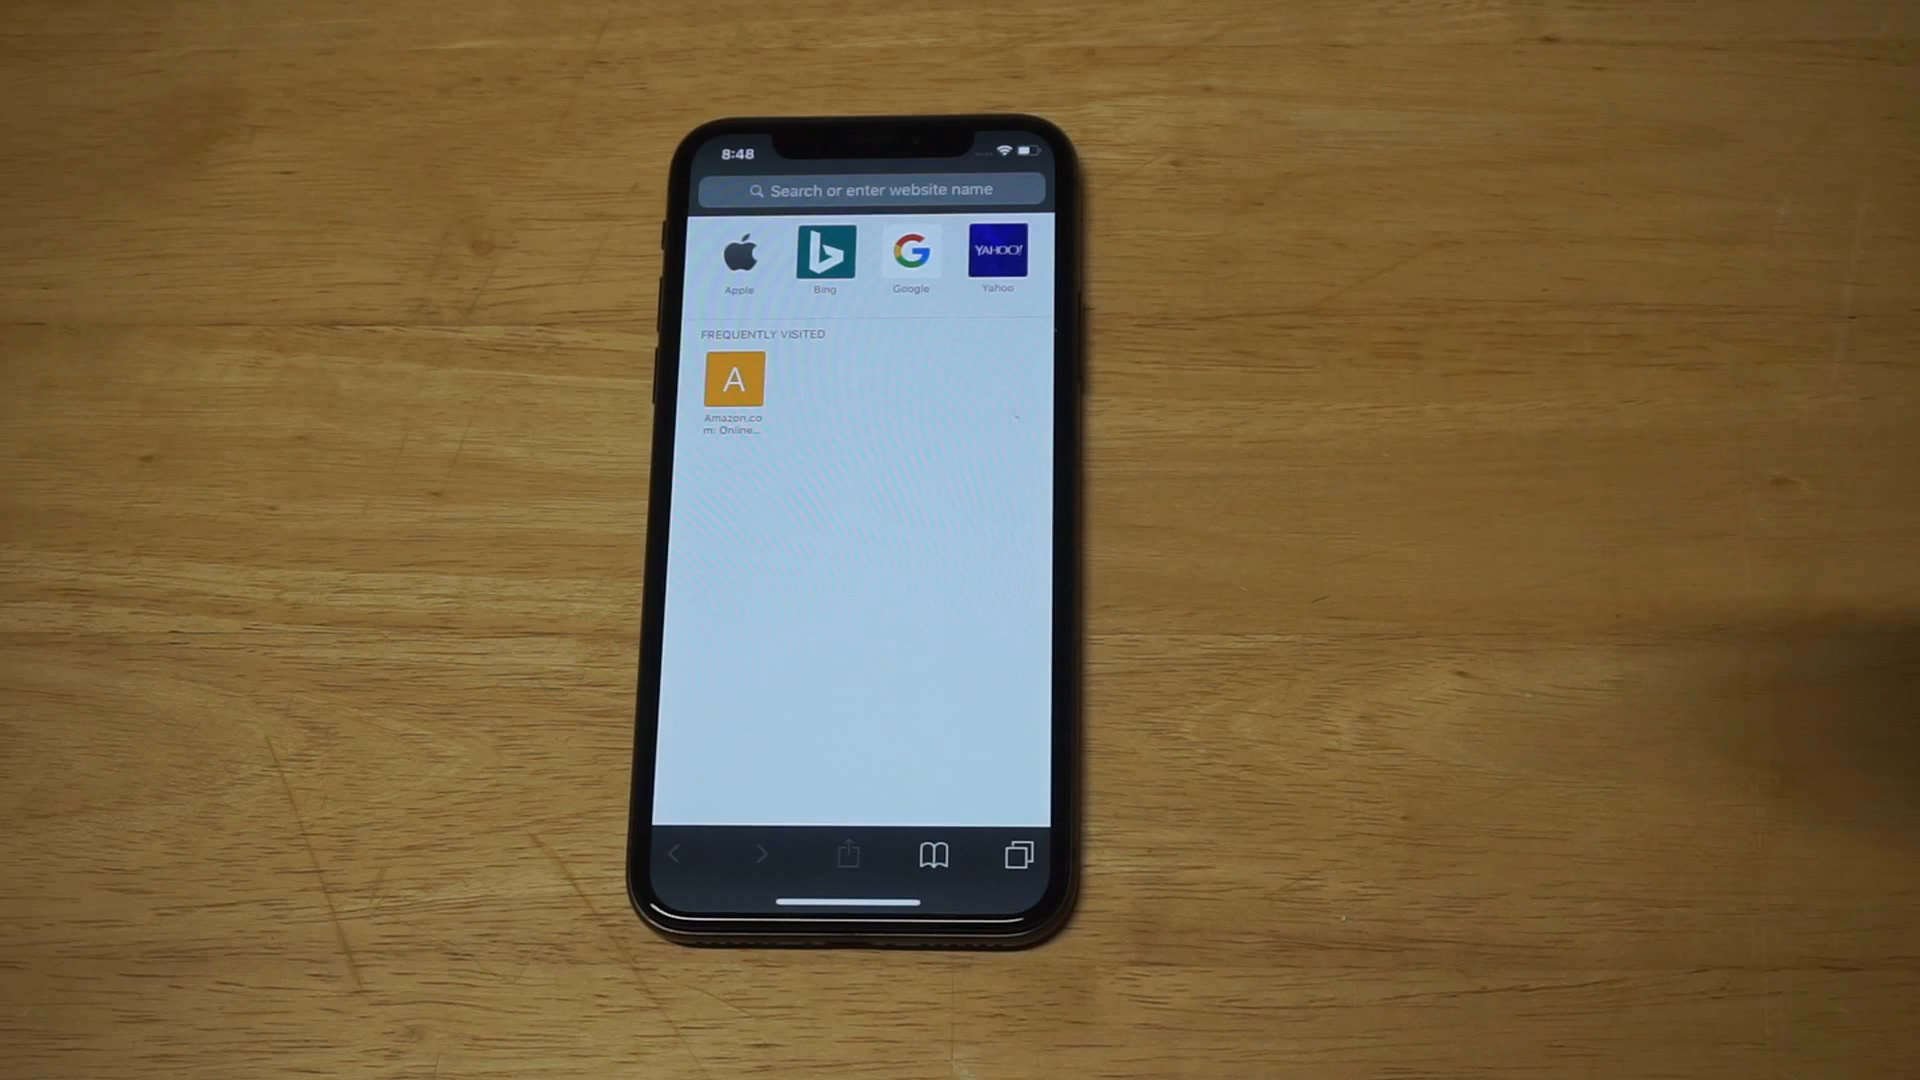 8:48
Search or enter website name
YAHOO!
Apple
Bing
Google
Yahoo
FREQUENTLY VISITED
A
Amazon.co
m: Online...